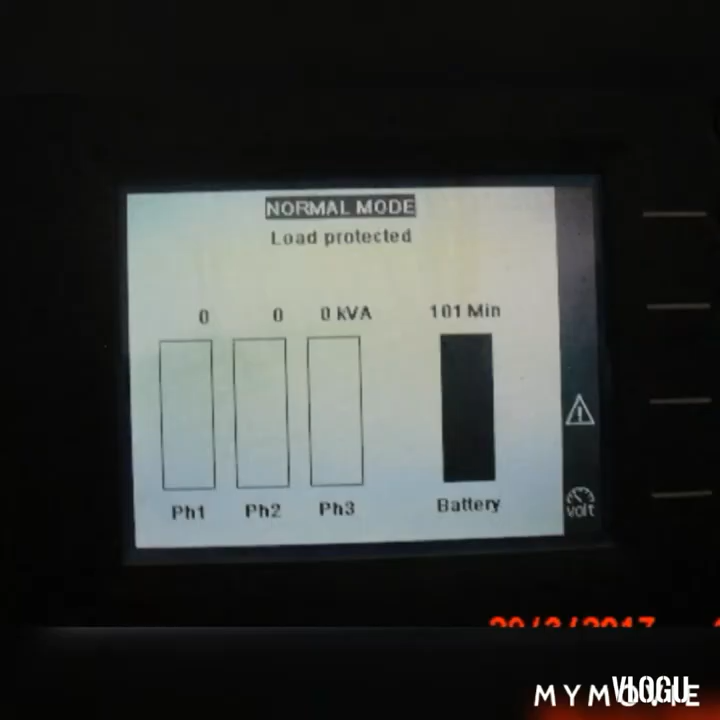 NORMAL MODE
Load protected
0 0 0 kVA 101 Min
Ph1 Ph2 Ph3 Battery
volt
MYMOVIE